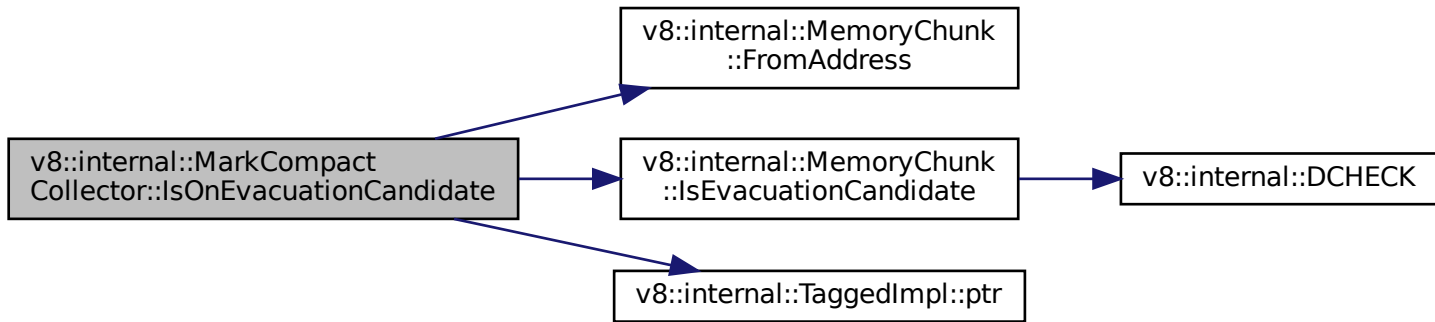 v8::internal::MemoryChunk
::FromAddress
v8::internal::MarkCompact
Collector::IsOnEvacuationCandidate
v8::internal::MemoryChunk
::IsEvacuationCandidate
v8::internal::DCHECK
v8::internal::TaggedImpl::ptr